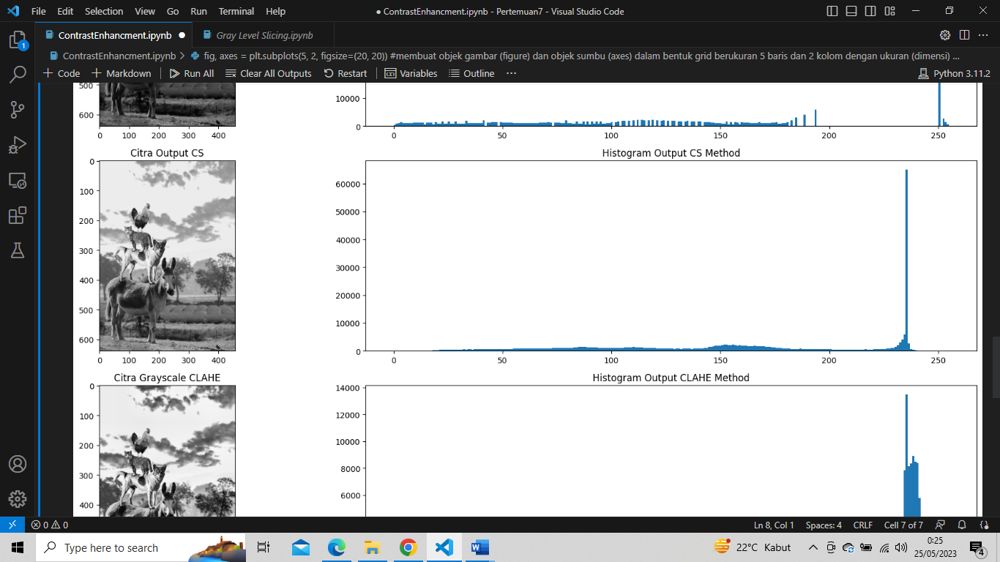 File Edit Selection View Go Run Terminal Help
● ContrastEnhancment.ipynb - Pertemuan7 - Visual Studio Code
ContrastEnhancment.ipynb ●
Gray Level Slicing.ipynb
ContrastEnhancment.ipynb > fig, axes = plt.subplots(5, 2, figsize=(20, 20)) #membuat objek gambar (figure) dan objek sumbu (axes) dalam bentuk grid berukuran 5 baris dan 2 kolom dengan ukuran (dimensi) ...
+ Code + Markdown Run All Clear All Outputs Restart Variables Outline ... Python 3.11.2
1
500
600
0 100 200 300 400
10000
0
0 50 100 150 200 250
Citra Output CS
0
100
200
300
400
500
600
0 100 200 300 400
Histogram Output CS Method
60000
50000
40000
30000
20000
10000
0
0 50 100 150 200 250
Citra Grayscale CLAHE
0
100
200
300
400
Histogram Output CLAHE Method
14000
12000
10000
8000
6000
0 0 Ln 8, Col 1 Spaces: 4 CRLF Cell 7 of 7
Type here to search
22°C Kabut
0:25
25/05/2023
4